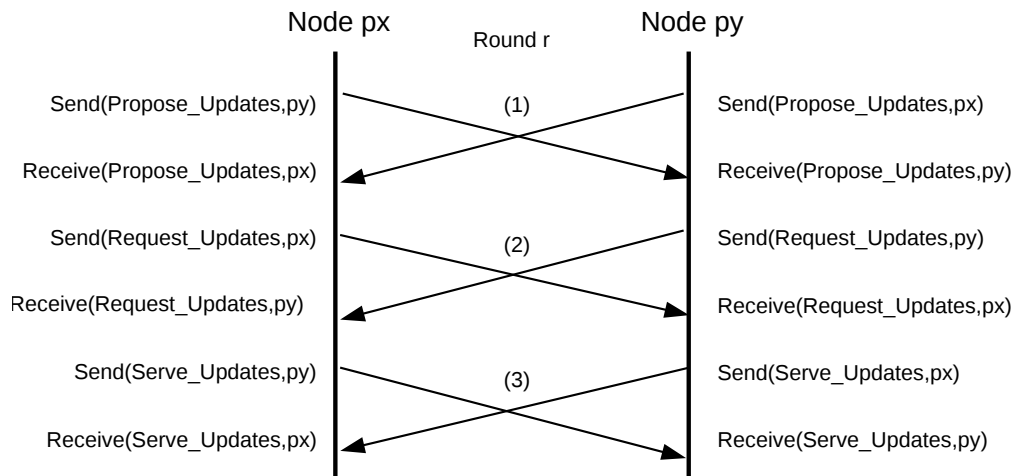 Node px
Node py
Round r
Send(Propose_Updates,py)
(1)
Send(Propose_Updates,px)
Receive(Propose_Updates,px)
Receive(Propose_Updates,py)
Send(Request_Updates,px)
(2)
Send(Request_Updates,py)
Receive(Request_Updates,py)
Receive(Request_Updates,px)
Send(Serve_Updates,py)
(3)
Send(Serve_Updates,px)
Receive(Serve_Updates,px)
Receive(Serve_Updates,py)